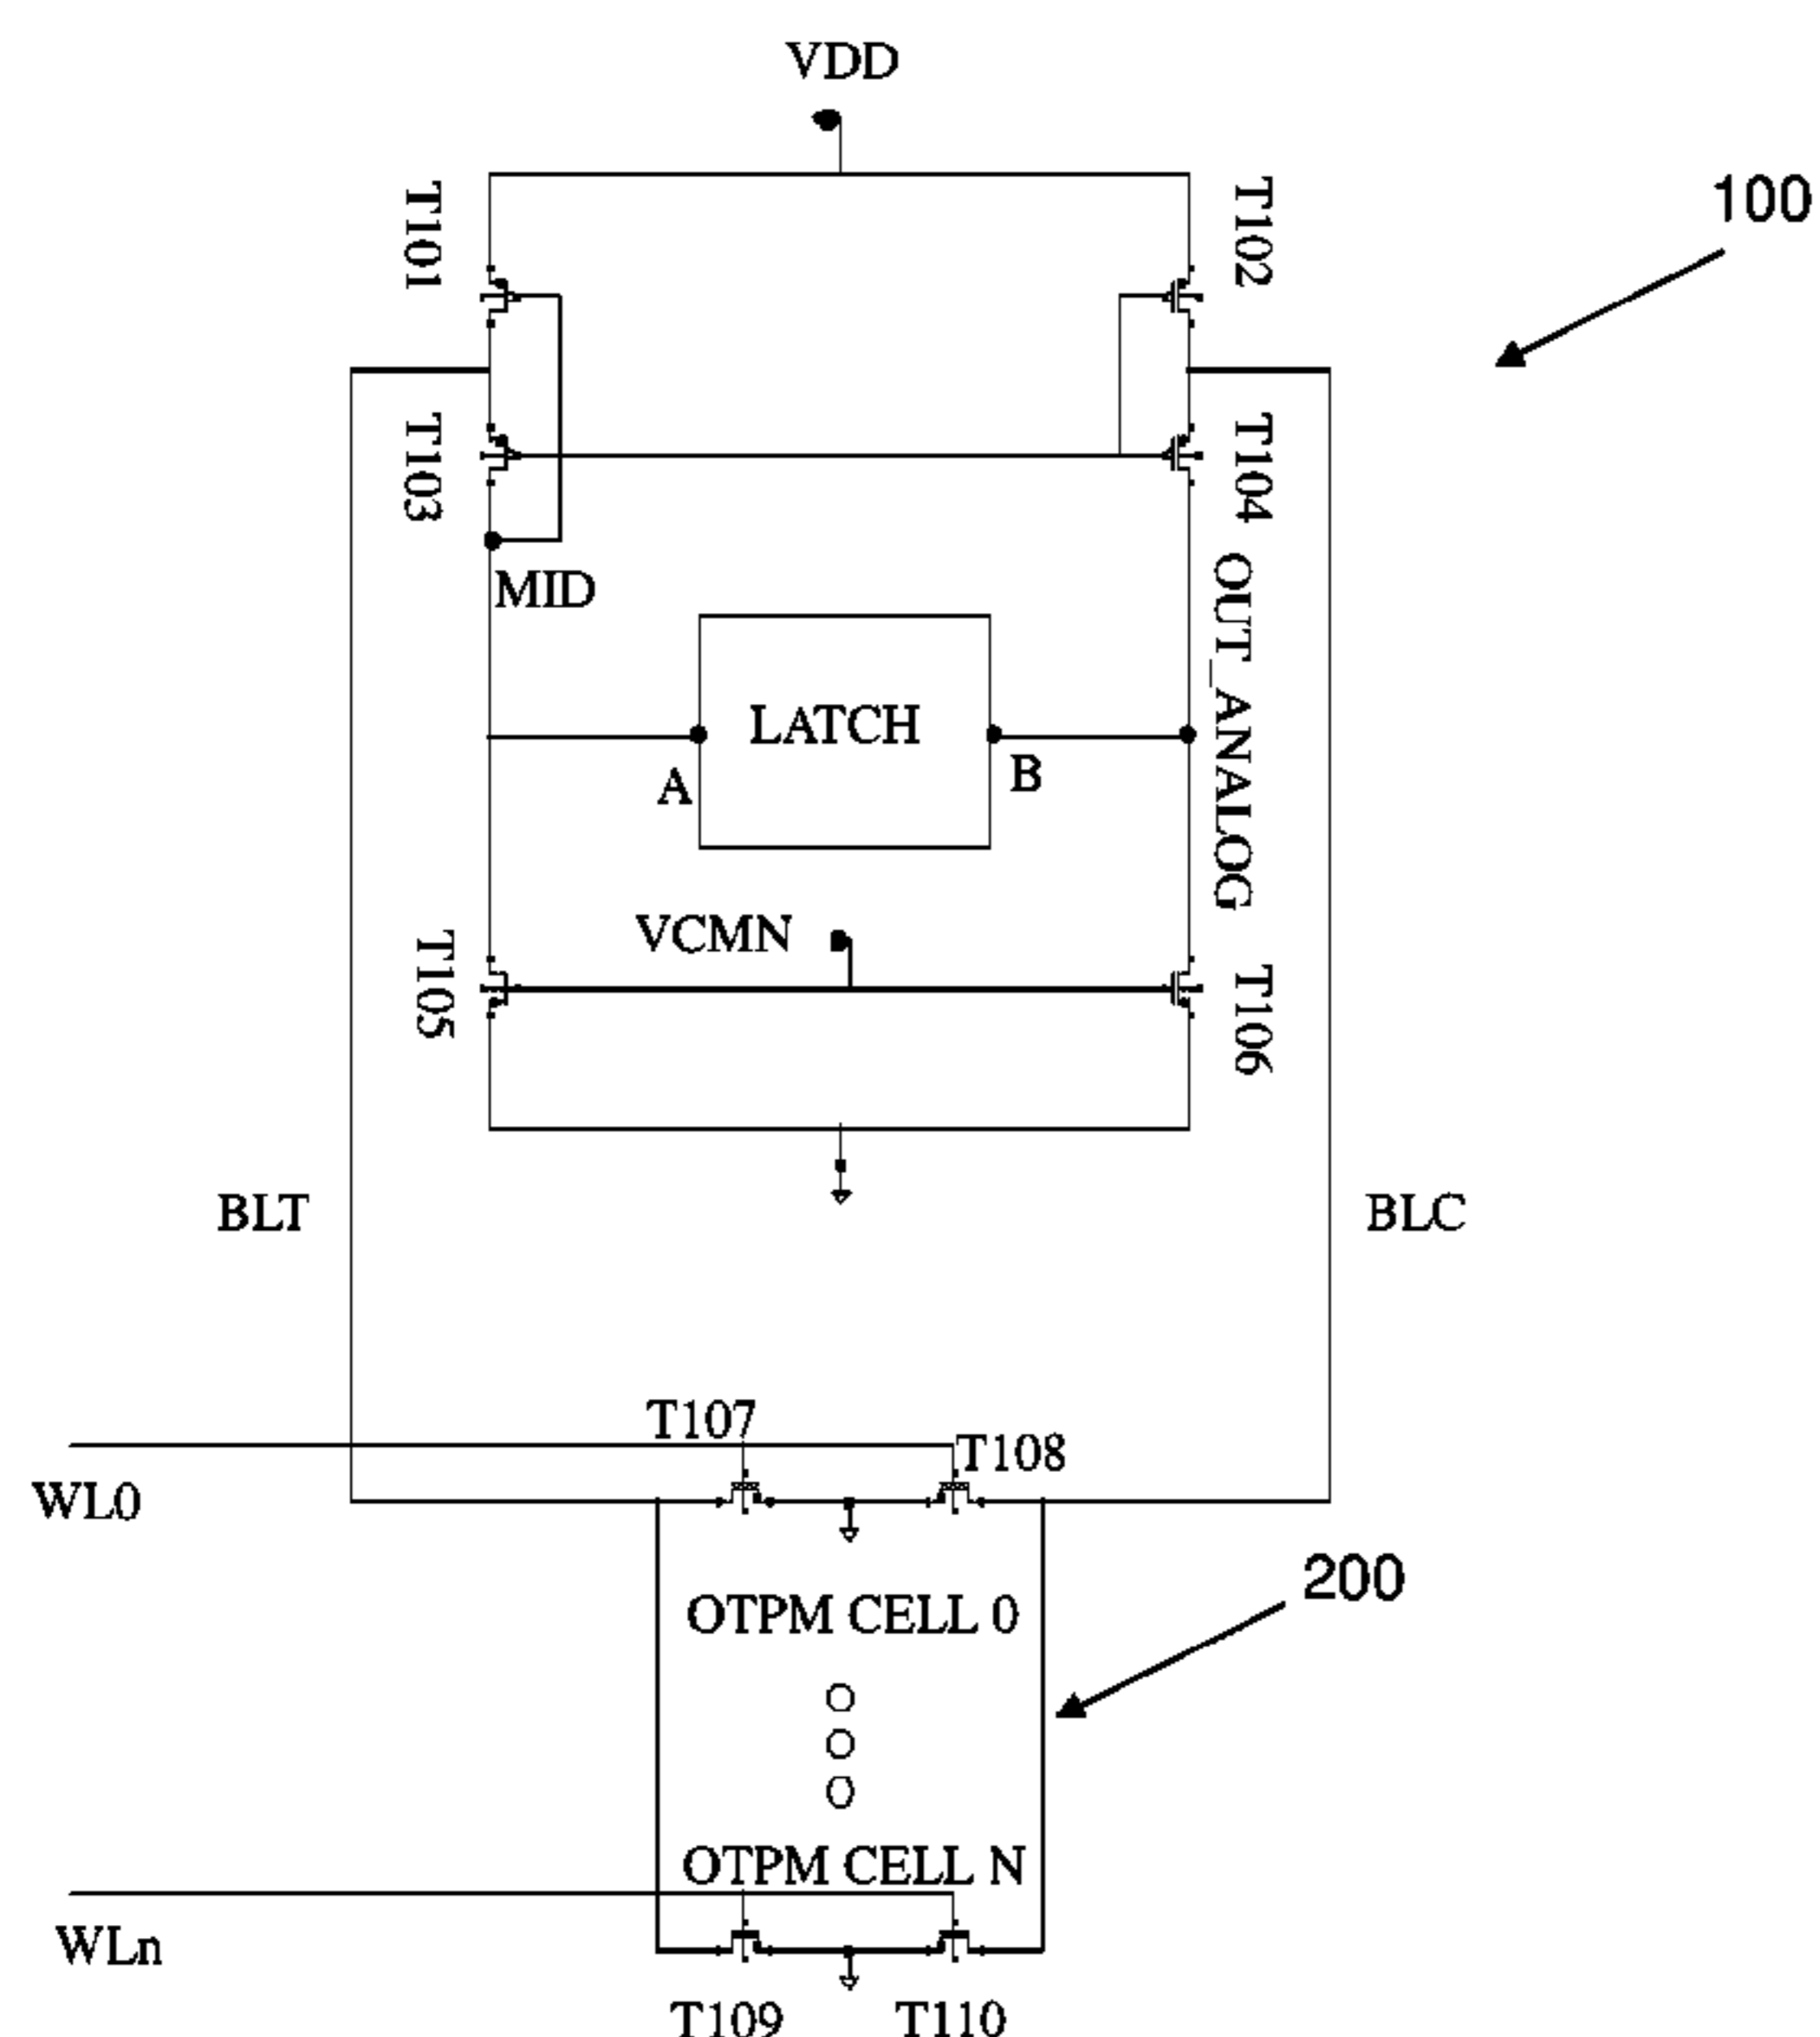 VDD
T101
T102
100
T103
T104
MID
OUT_ANALOG
LATCH
A
B
VCMN
T105
T106
BLT
BLC
T107
T108
WL0
200
OTPM CELL 0
OTPM CELL N
WLn
T109
T110